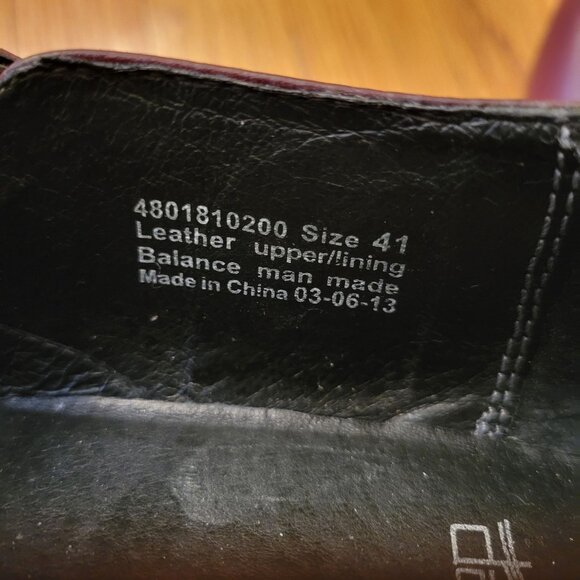 4801810200 Size 41
Leather upper/lining
Balance man made
Made in China 03-06-13